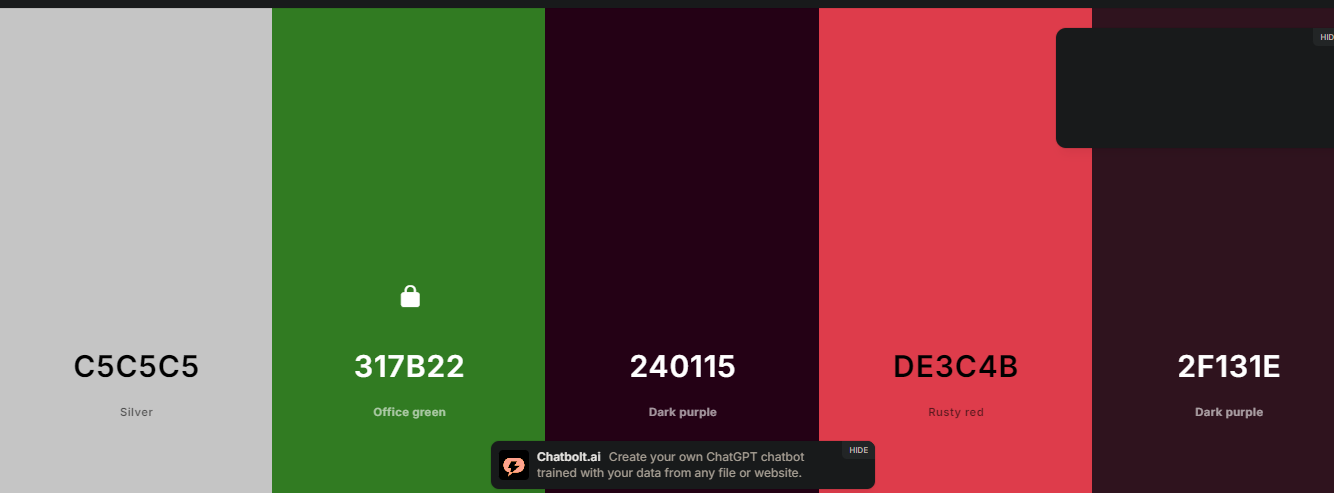 HID
C5C5C5
317B22
240115
DE3C4B
2F131E
Silver
Office green
Dark purple
Rusty red
Dark purple
Chatbolt.ai Create your own ChatGPT chatbot
trained with your data from any file or website.
HIDE